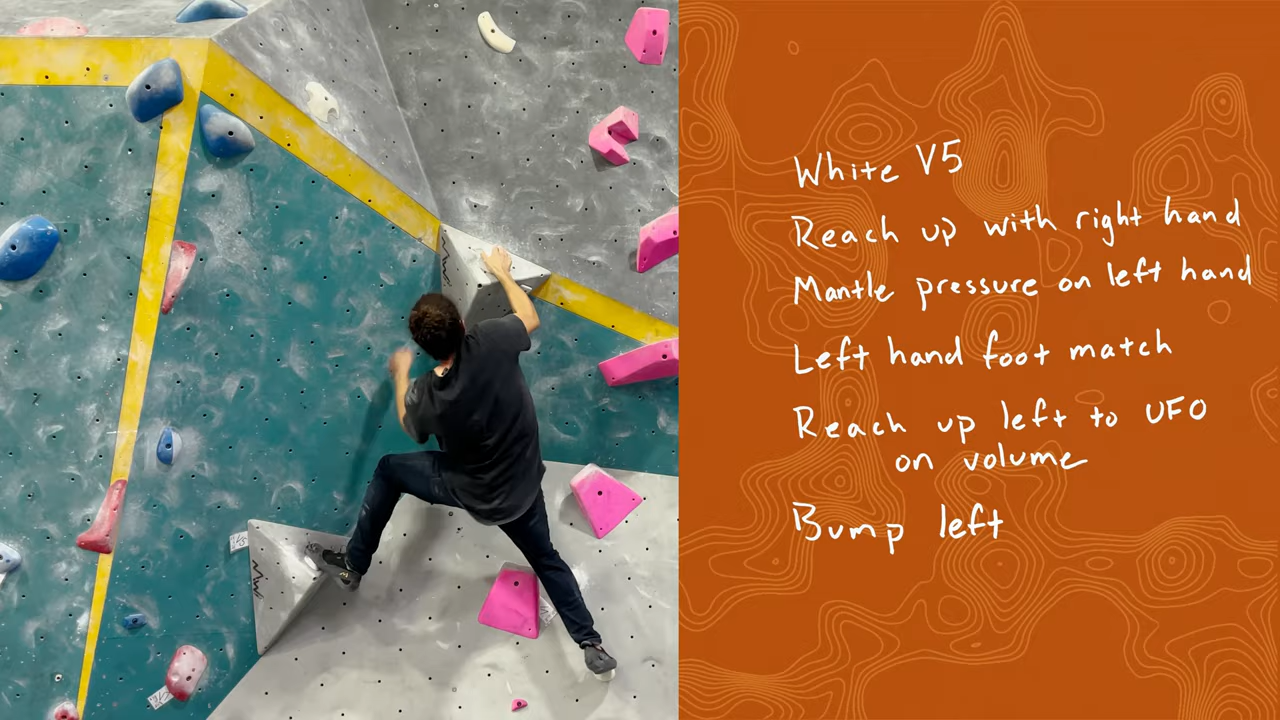 White V5
Reach up with right hand
Mantle pressure on left hand
Left hand foot match
Reach up left to UFO
on volume
Bump left